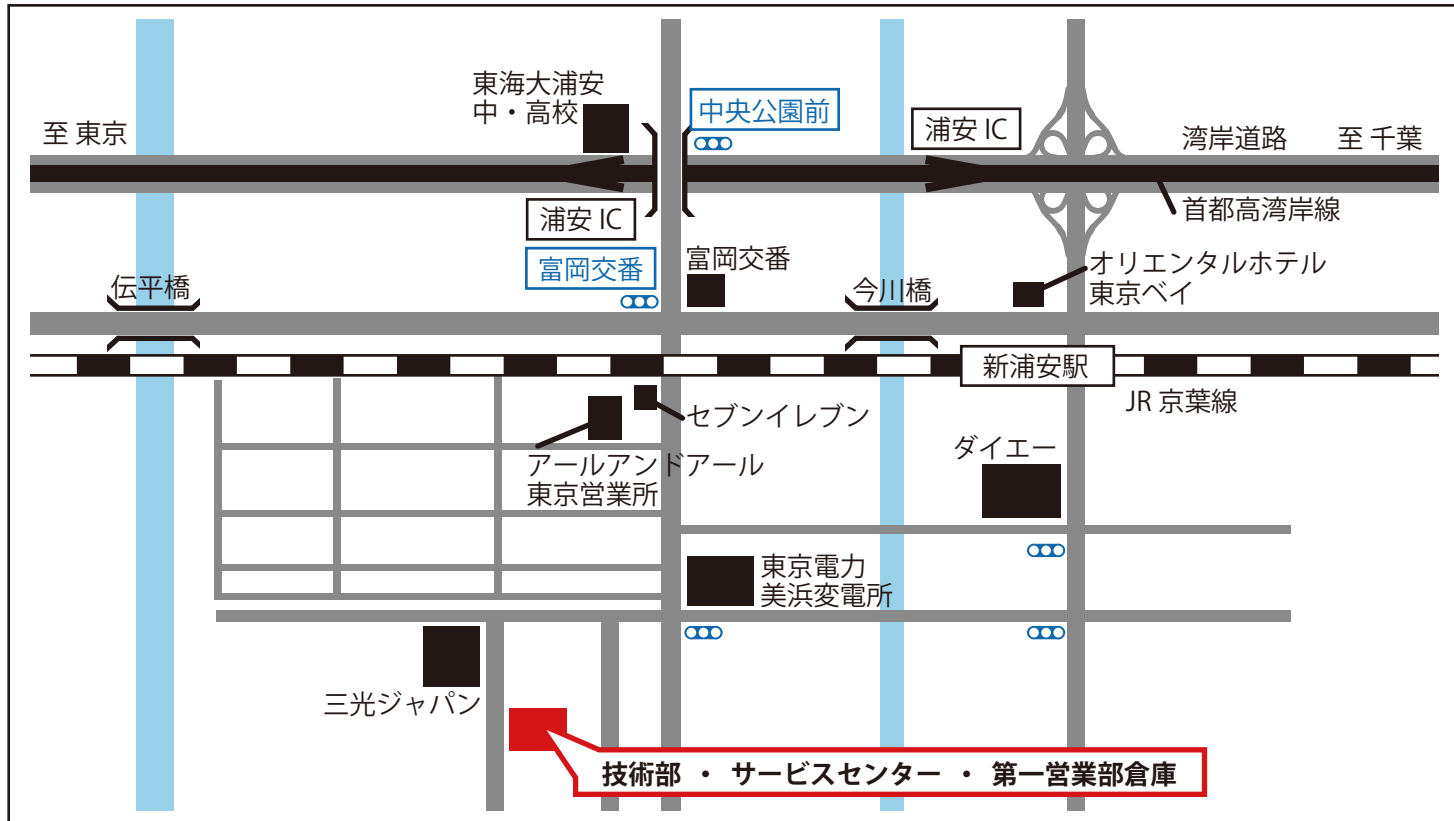 東海大浦安
中・高校
中央公園前
至 東京
浦安 IC
湾岸道路
至 千葉
浦安 IC
首都高湾岸線
富岡交番
富岡交番
伝平橋
今川橋
オリエンタルホテル
東京ベイ
新浦安駅
JR 京葉線
セブンイレブン
アールアンドアール
東京営業所
ダイエー
東京電力
美浜変電所
三光ジャパン
技術部 ・ サービスセンター ・ 第一営業部倉庫